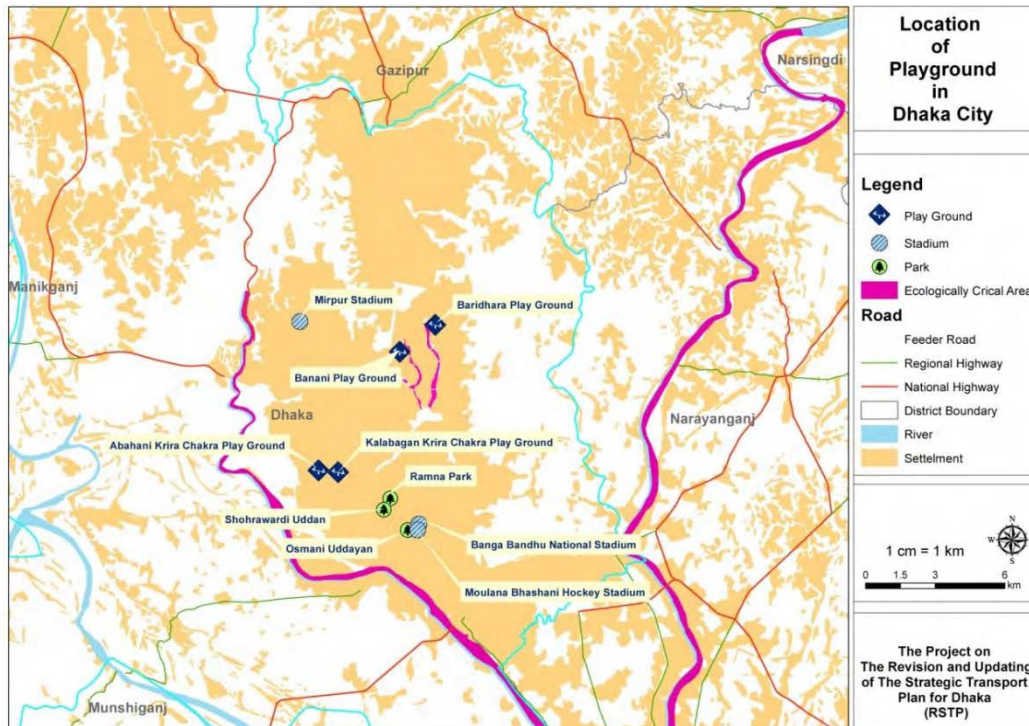 Location
of
Playground
in
Dhaka City
Narsingdi
Gazipur
Manikganj
Mirpur Stadium
Baridhara Play Ground
Banani Play Ground
Dhaka
Narayanganj
Abahani Krira Chakra Play Ground
Kalabagan Krira Chakra Play Ground
Ramna Park
Shohrawardi Uddan
Osmani Uddayan
Banga Bandhu National Stadium
Moulana Bhashani Hockey Stadium
Munshiganj
Legend
Play Ground
Stadium
Park
Ecologically Crical Area
Road
Feeder Road
Regional Highway
National Highway
District Boundary
River
Settelment
N
W E
S
1 cm = 1 km
0 1.5 3 6
km
The Project on
The Revision and Updating
of The Strategic Transport
Plan for Dhaka
(RSTP)